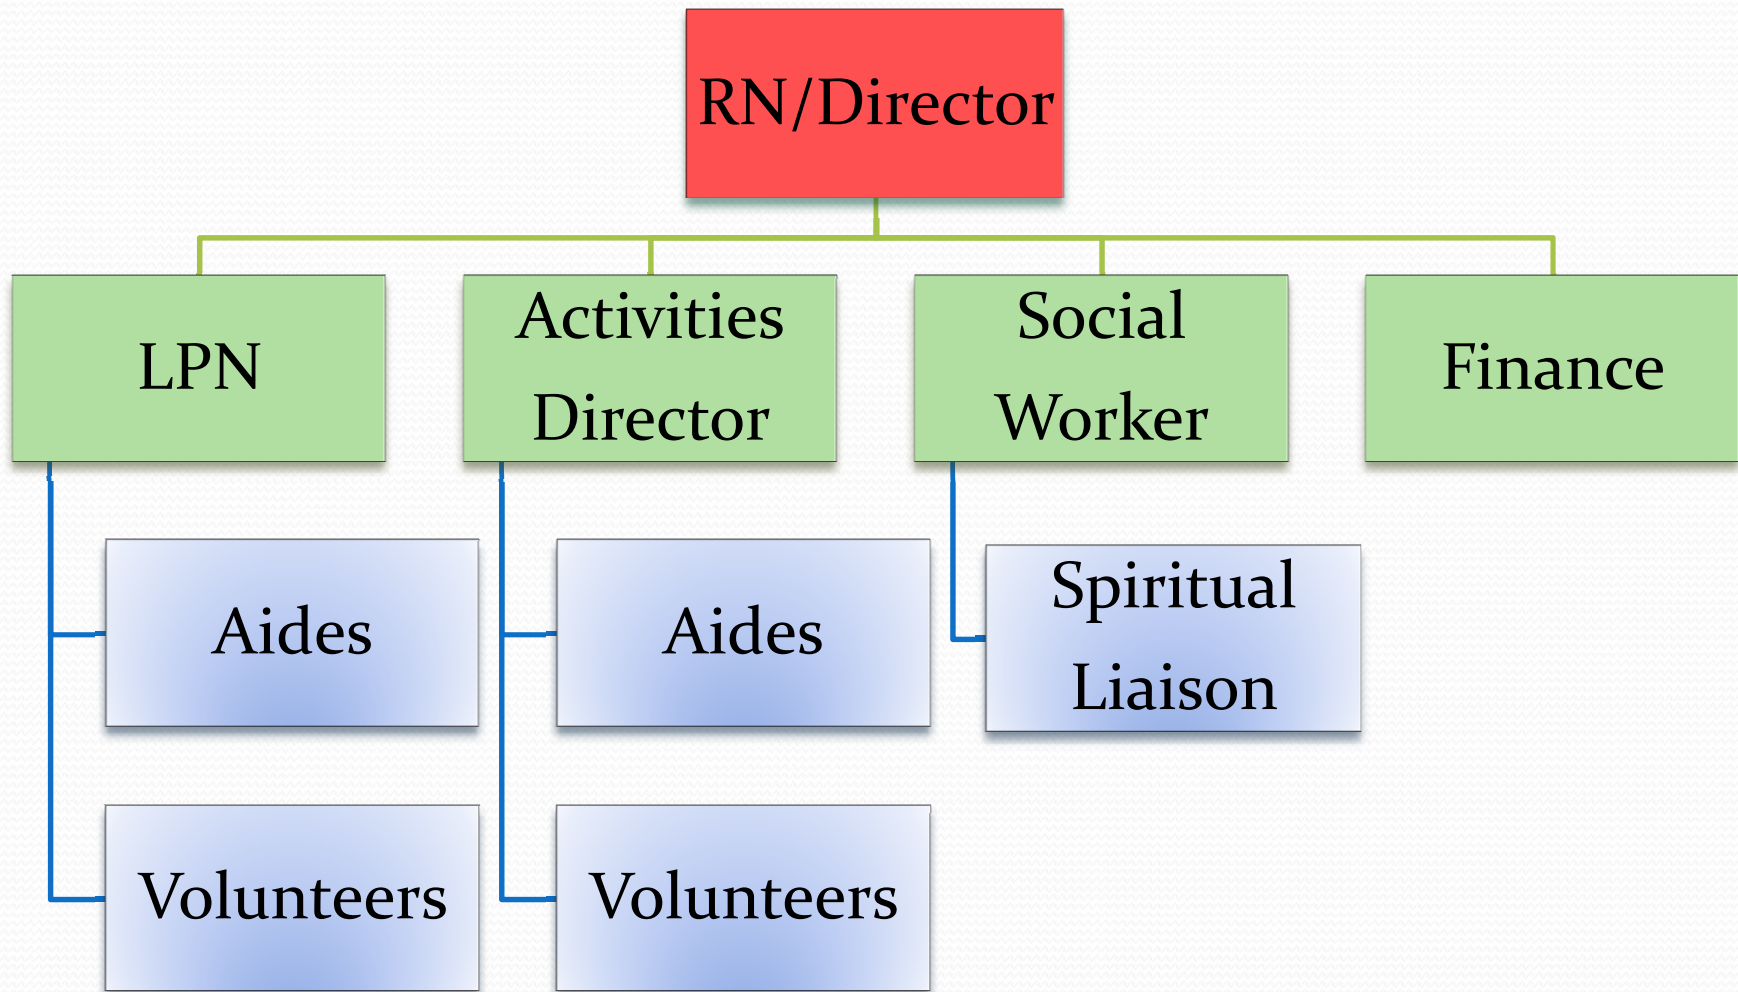 RN/Director
LPN
Activities
Director
Social
Worker
Finance
Aides
Aides
Spiritual
Liaison
Volunteers
Volunteers